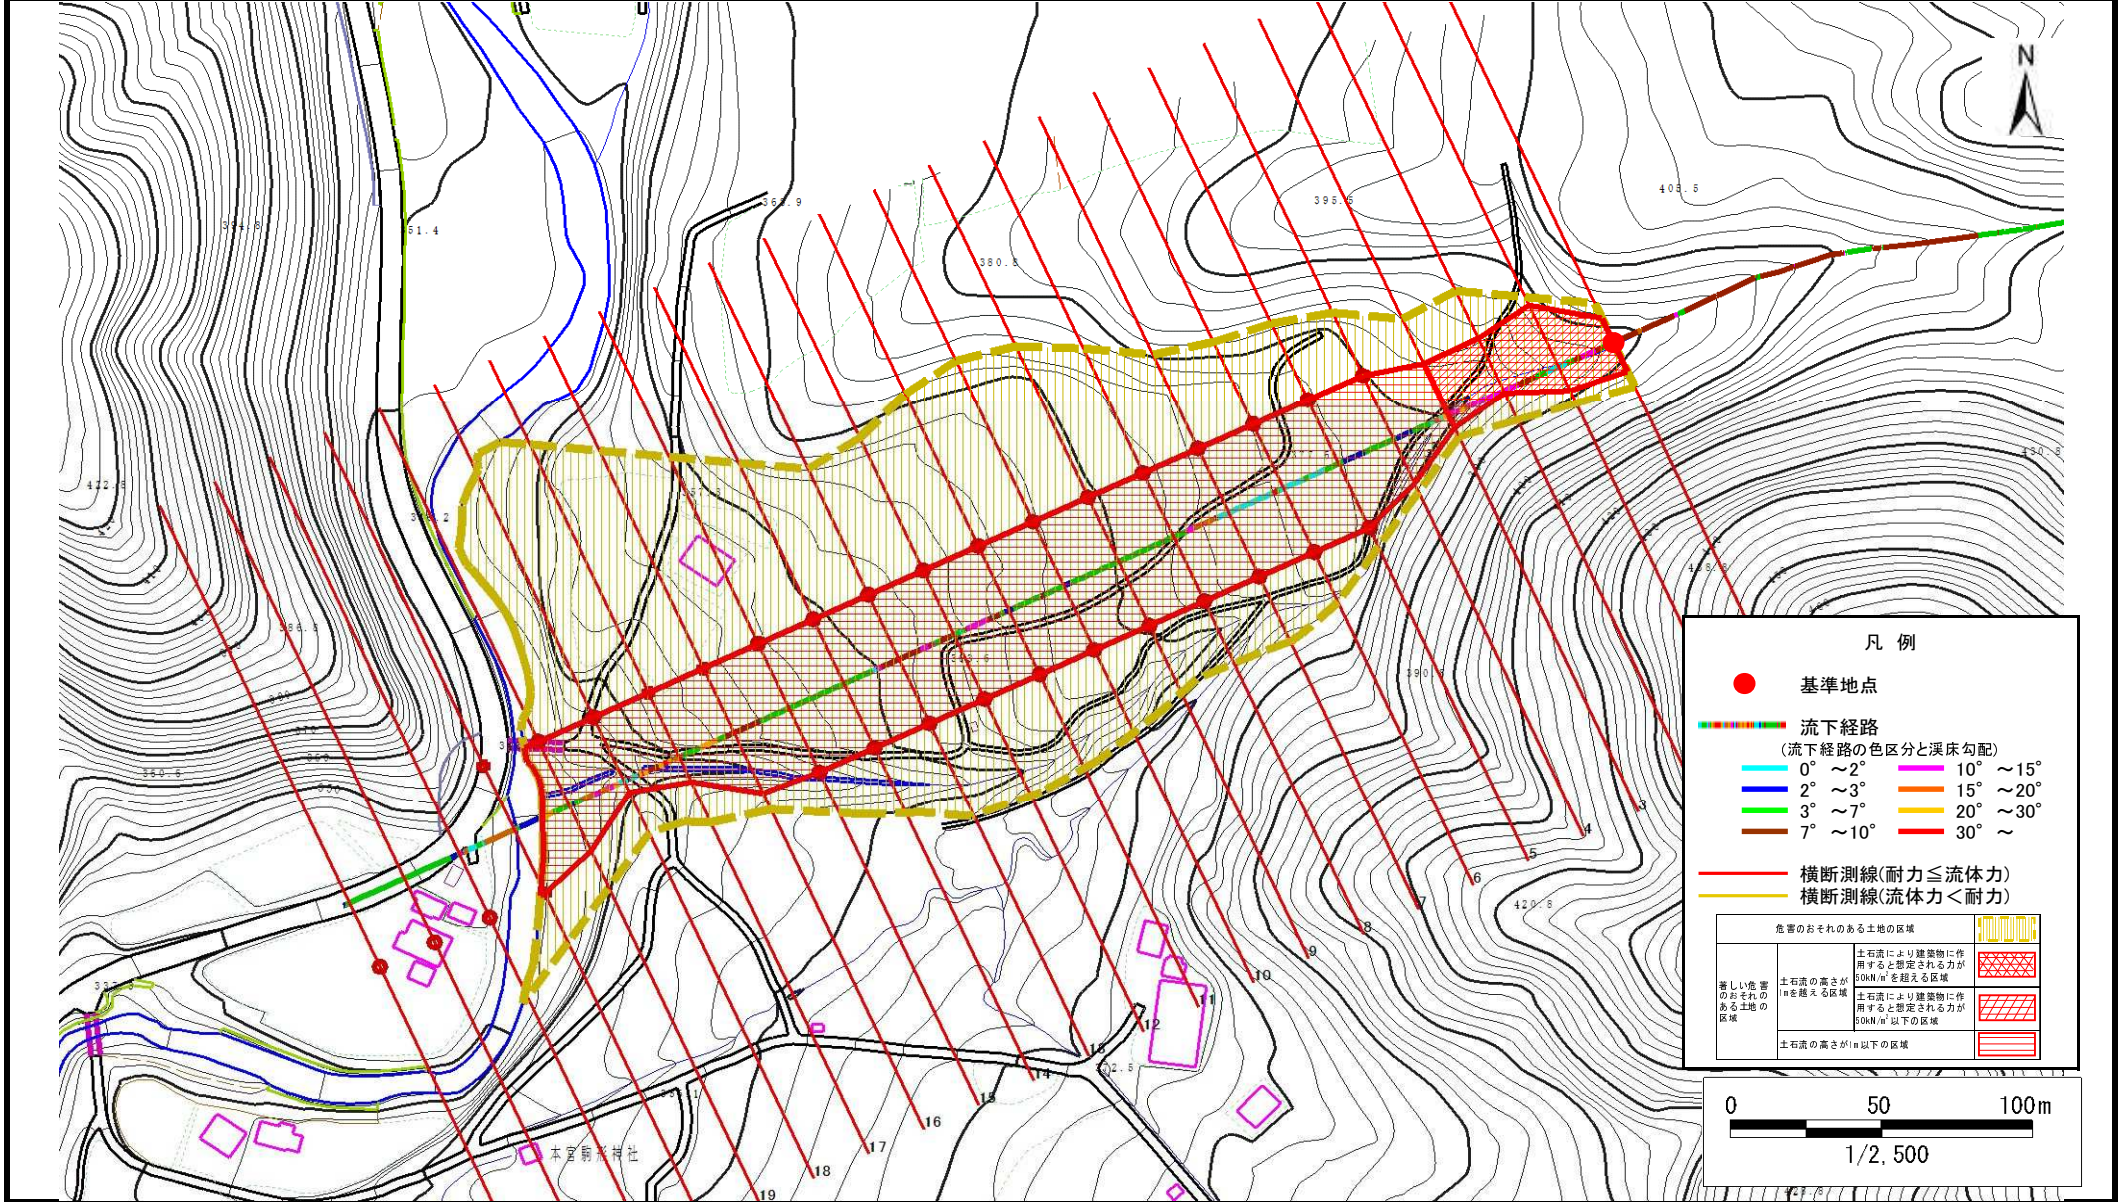 N
363.9
395.5
405.5
380.8
422.8
386.8
360.6
390.
420.8
3
4
5
6
7
8
9
10
11
12
13
14
15
16
17
18
19
本宮駒形神社
凡 例
基準地点
流下経路
(流下経路の色区分と渓床勾配)
0° ～2° 10° ～15°
2° ～3° 15° ～20°
3° ～7° 20° ～30°
7° ～10° 30° ～
横断測線(耐力≦流体力)
横断測線(流体力＜耐力)
危害のおそれのある土地の区域
著しい危害のおそれのある土地の区域
土石流の高さが1mを越える区域
土石流により建築物に作用すると想定される力が50kN/㎡を超える区域
土石流により建築物に作用すると想定される力が50kN/㎡以下の区域
土石流の高さが1m以下の区域
0 50 100m
1/2,500